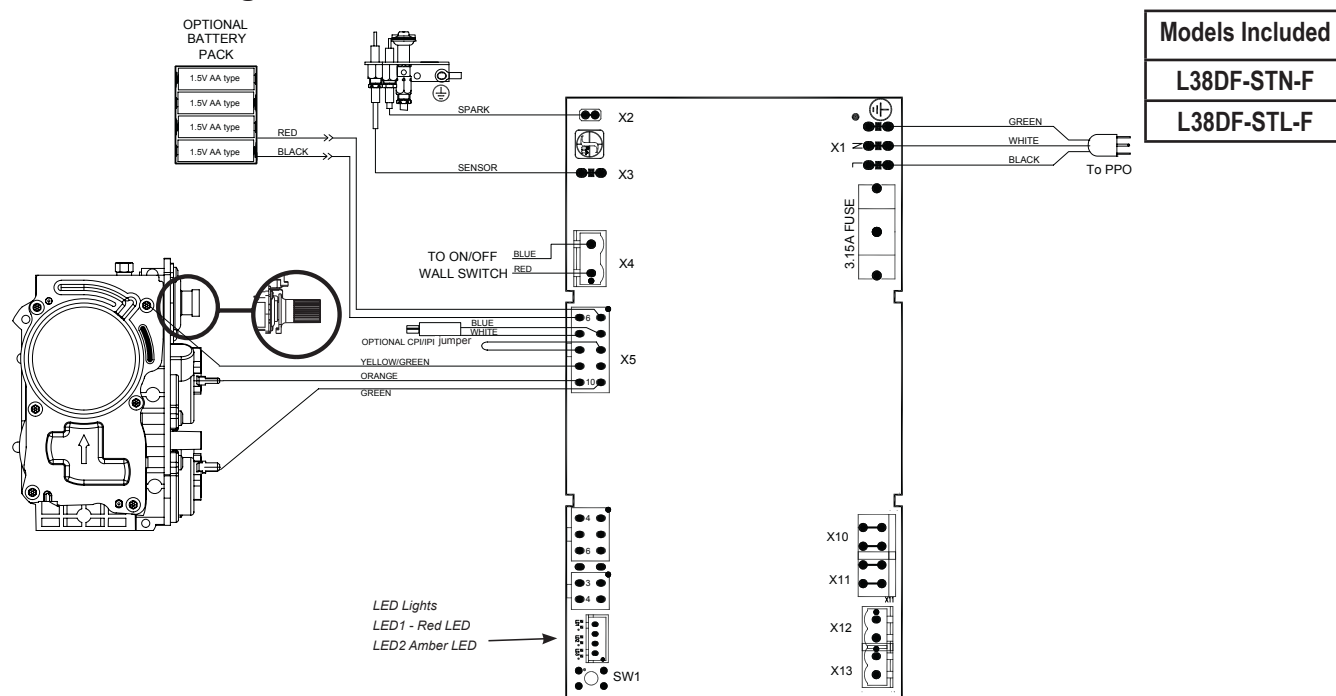 OPTIONAL
BATTERY
PACK
1.5V AA type
1.5V AA type
1.5V AA type
1.5V AA type
RED
BLACK
SPARK
X2
SENSOR
X3
TO ON/OFF
WALL SWITCH
BLUE
RED
X4
BLUE
WHITE
OPTIONAL CPI/IPI jumper
YELLOW/GREEN
ORANGE
GREEN
6
10
X5
4
6
3
4
LED Lights
LED1 - Red LED
LED2 Amber LED
SW1
X1
N
L
GREEN
WHITE
BLACK
To PPO
3.15A FUSE
X10
X11
X11
X12
X13
Models Included
L38DF-STN-F
L38DF-STL-F